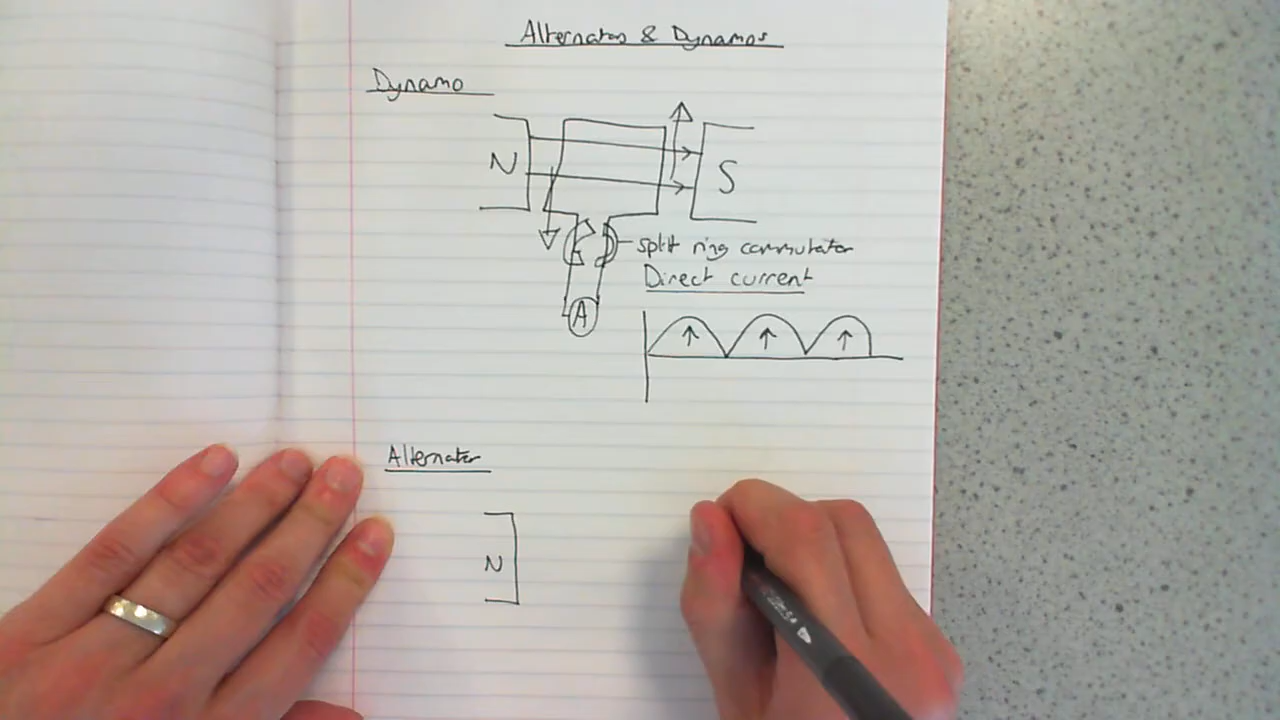 Alternators & Dynamos
Dynamo
N
S
split ring commutator
Direct current
A
Alternator
N